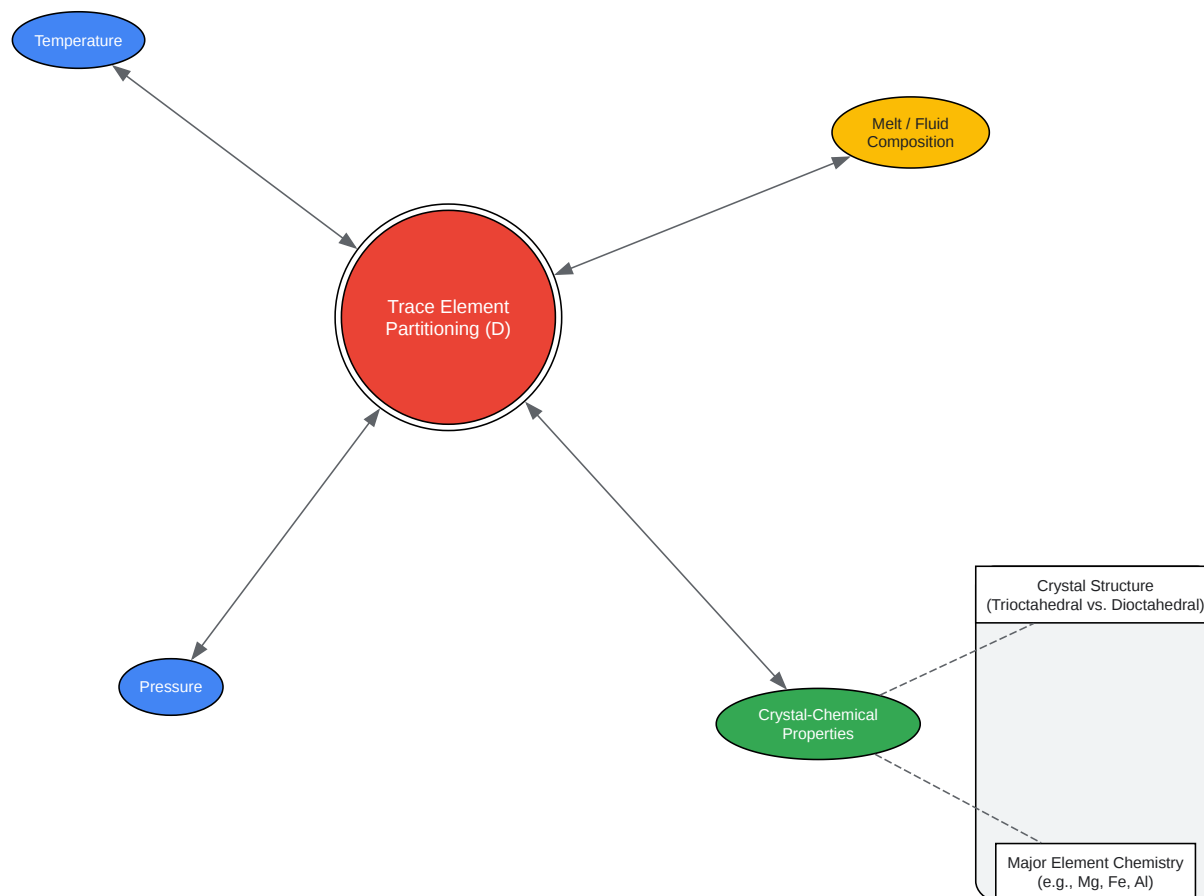 Temperature
Melt / Fluid
Composition
Trace Element
Partitioning (D)
Crystal Structure
(Trioctahedral vs. Dioctahedral)
Pressure
Crystal-Chemical
Properties
Major Element Chemistry
(e.g., Mg, Fe, Al)